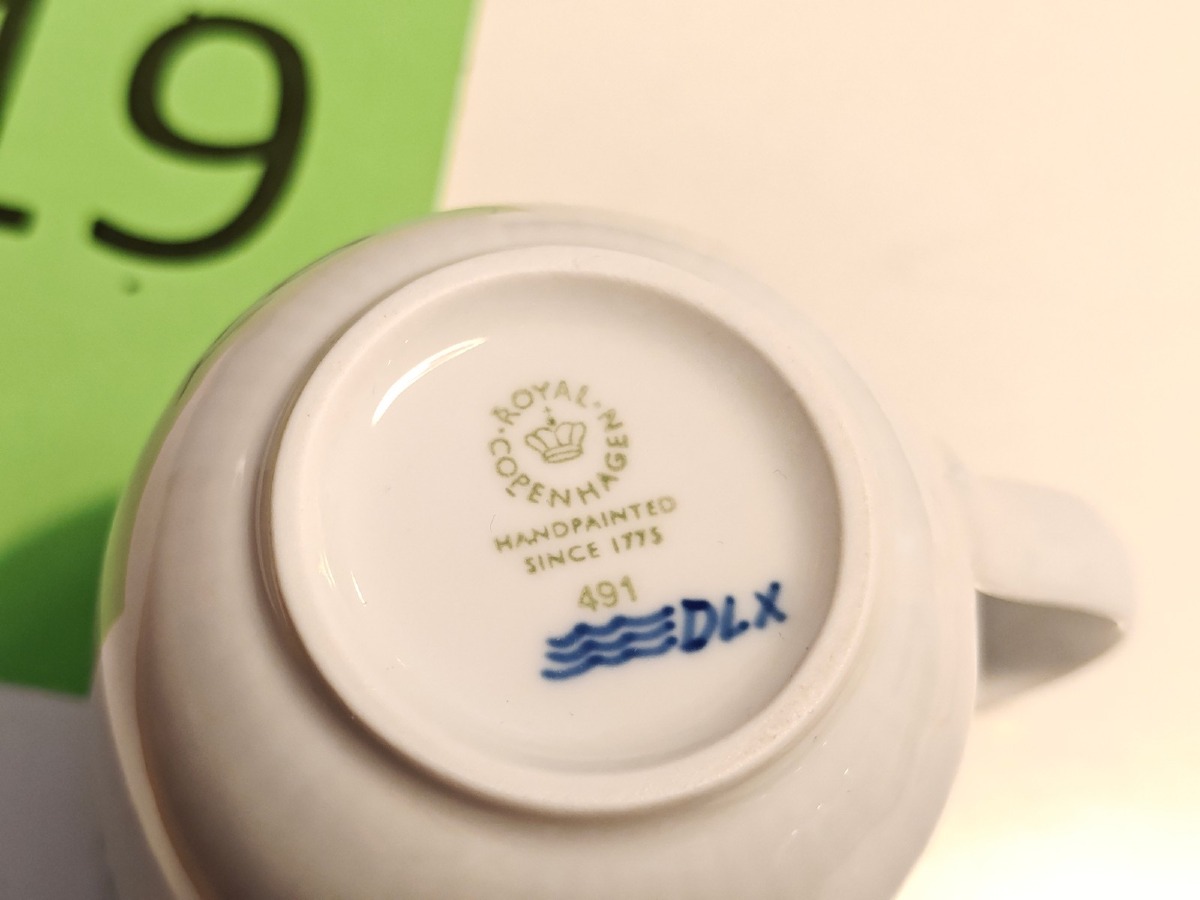 19
ROYAL · COPENHAGEN ·
HANDPAINTED
SINCE 1775
491
DLX